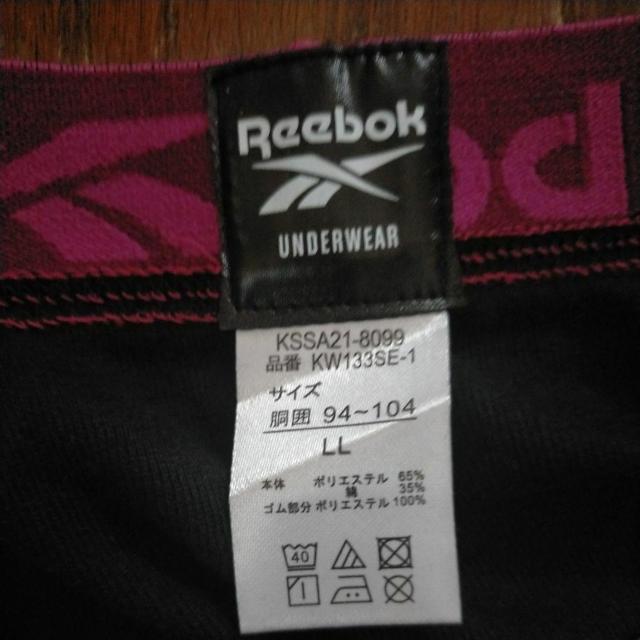 Reebok
UNDERWEAR
KSSA21-8099
品番 KW133SE-1
サイズ
胴囲 94~104
LL
本体 ポリエステル 65%
綿 35%
ゴム部分 ポリエステル 100%
40